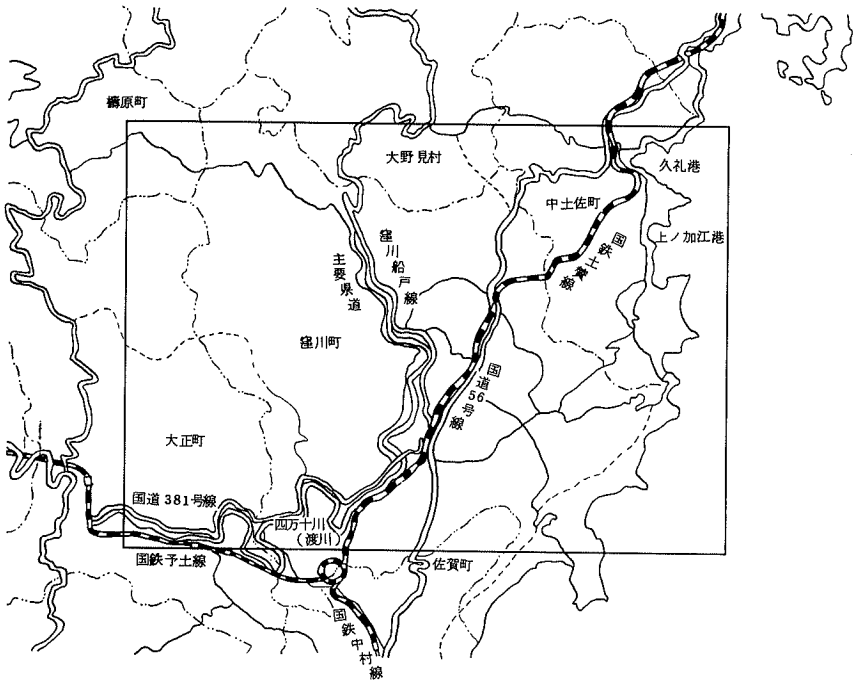 檮原町
大野見村
久礼港
中土佐町
上ノ加江港
国鉄土讃線
窪川船戸線
主要県道
窪川町
国道56号線
大正町
国道381号線
四万十川
(渡川)
国鉄予土線
佐賀町
国鉄中村線